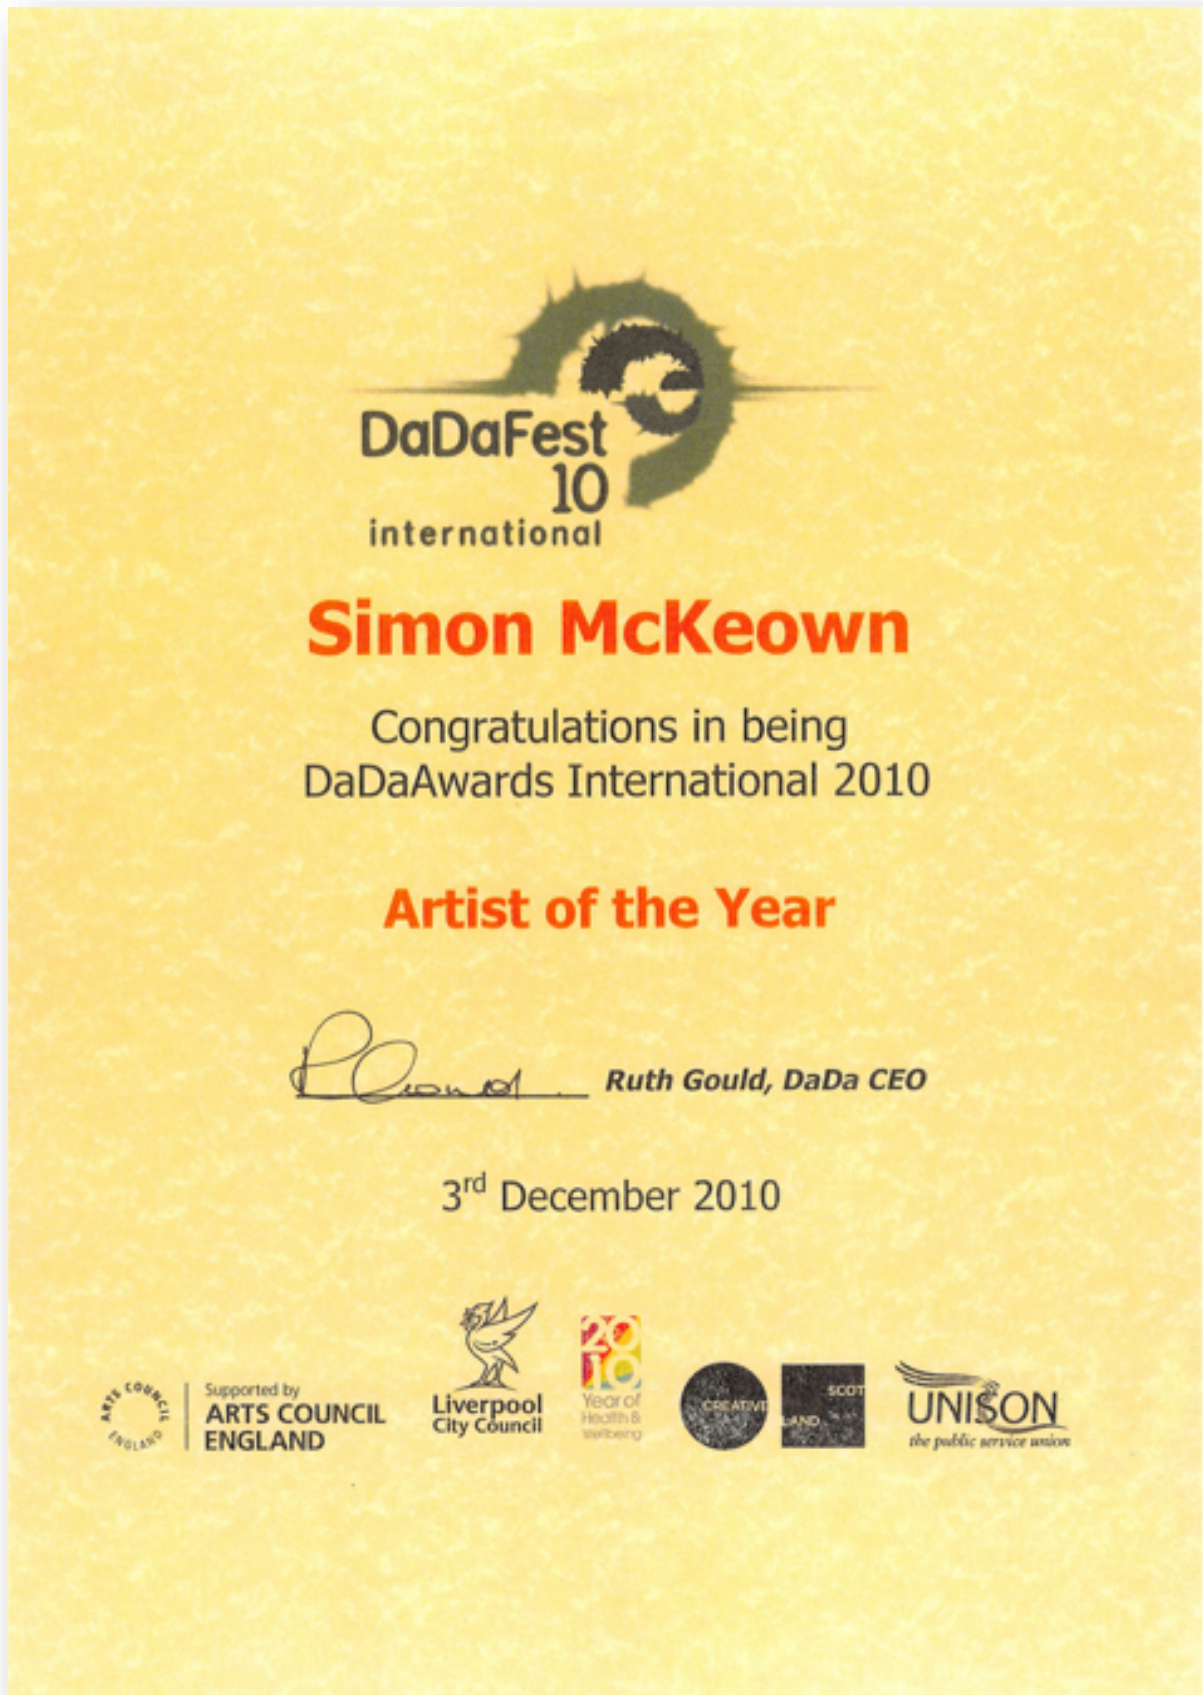 DaDaFest
10
international
Simon McKeown
Congratulations in being
DaDaAwards International 2010
Artist of the Year
Ruth Gould, DaDa CEO
3rd December 2010
ARTS COUNCIL ENGLAND
Supported by
ARTS COUNCIL
ENGLAND
Liverpool
City Council
2010
Year of
Health &
Wellbeing
CREATIVE
SCOT
LAND
UNISON
the public service union